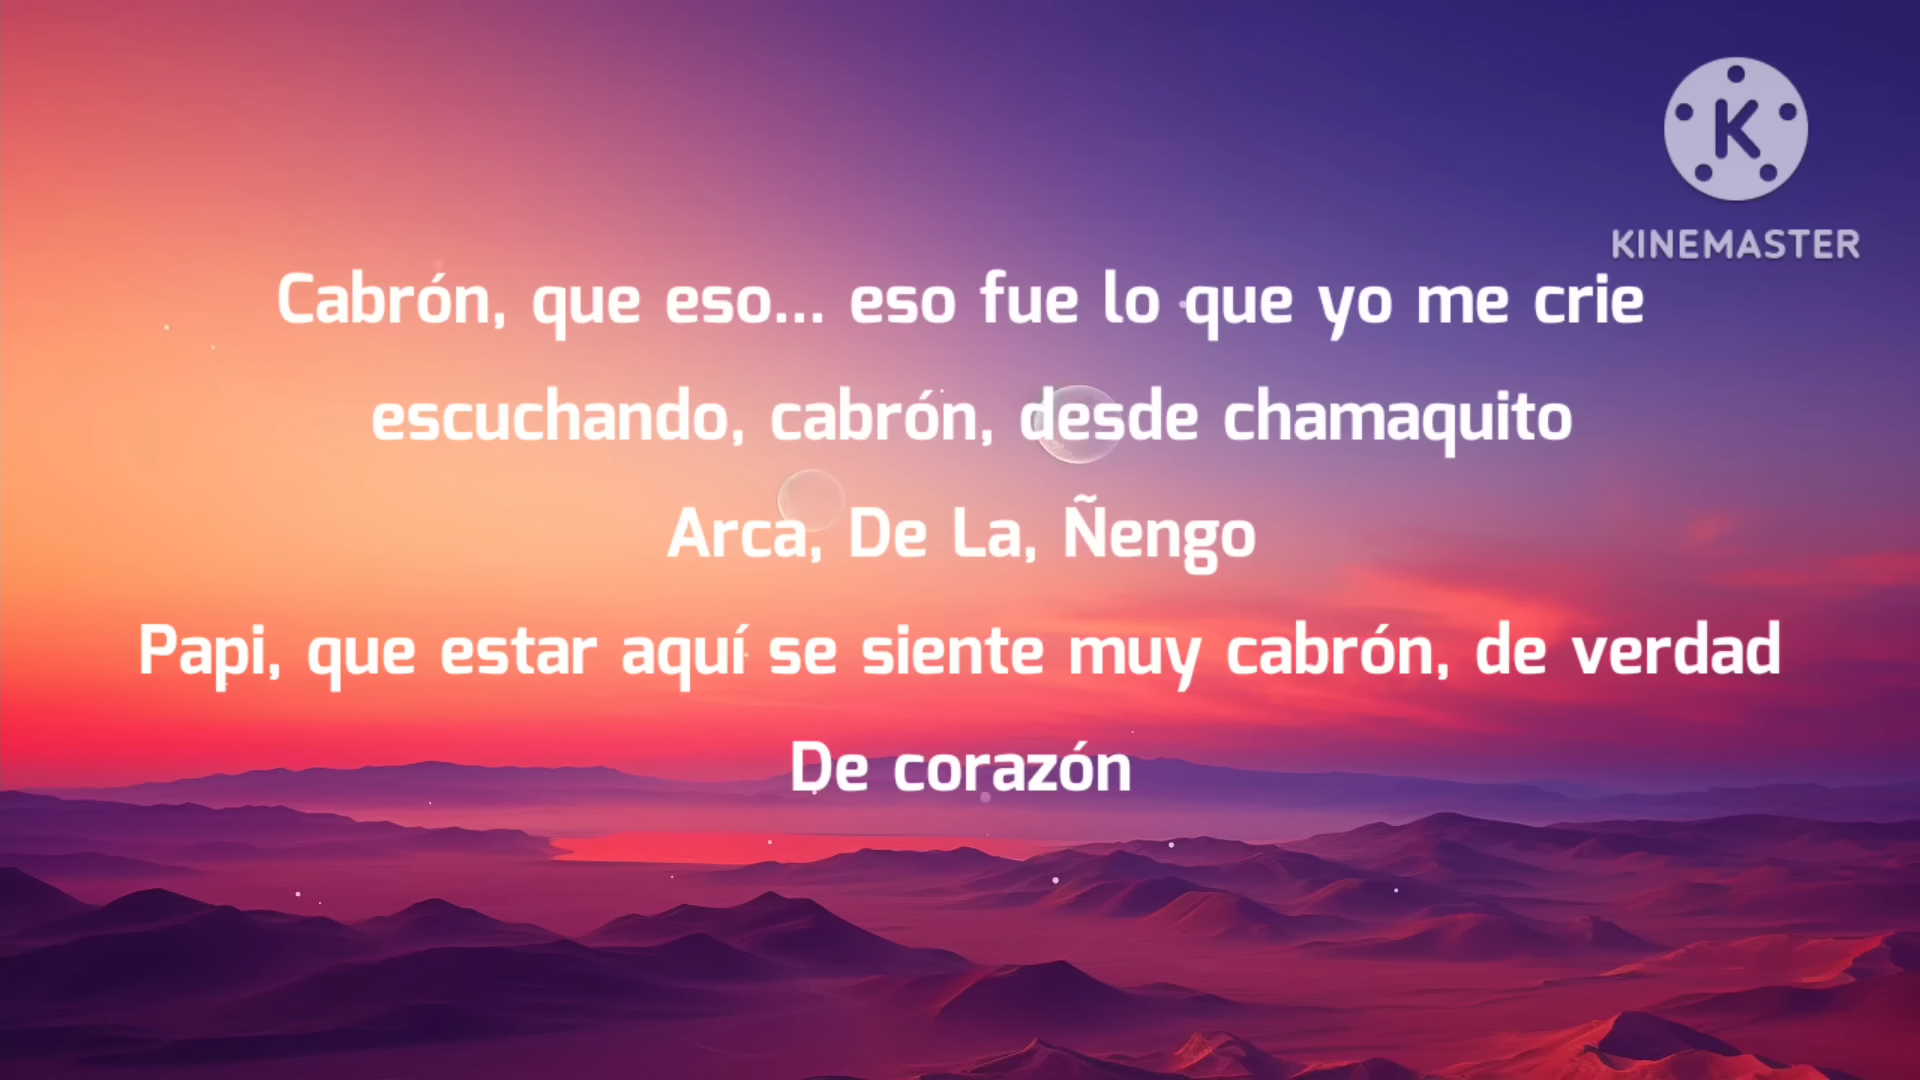 KINEMASTER
Cabrón, que eso... eso fue lo que yo me crie
escuchando, cabrón, desde chamaquito
Arca, De La, Ñengo
Papi, que estar aquí se siente muy cabrón, de verdad
De corazón